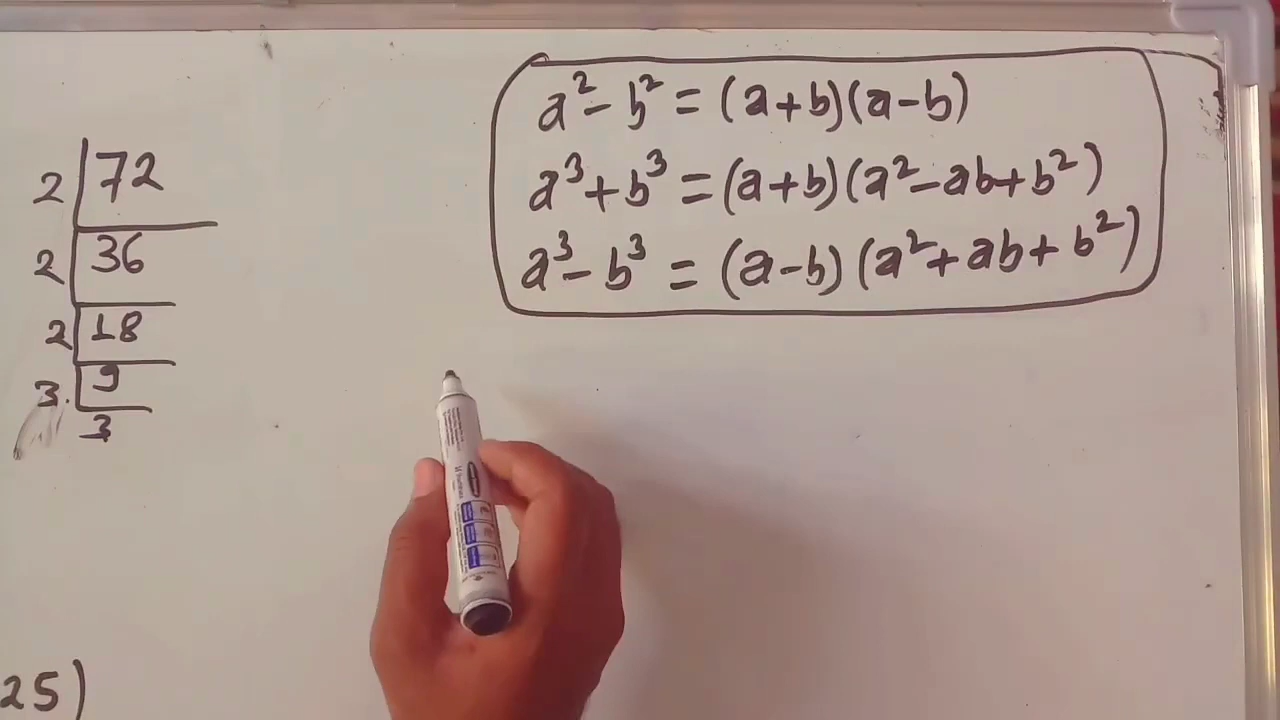 2 | 72
2 | 36
2 | 18
3 | 9
3
25)
a² - b² = (a+b)(a-b)
a³ + b³ = (a+b)(a² - ab + b²)
a³ - b³ = (a-b)(a² + ab + b²)